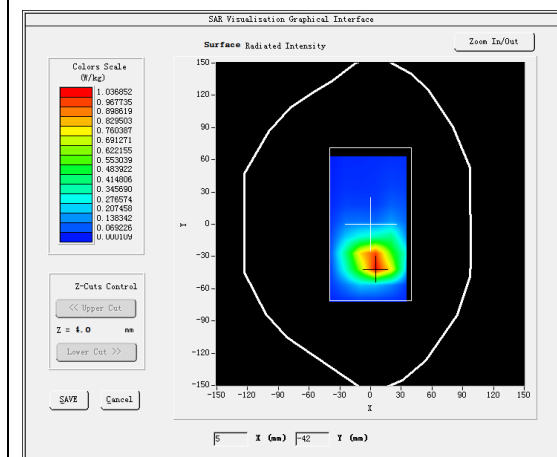 SAR Visualisation Graphical Interface
Surface Radiated Intensity
Zoom In/Out
Colors Scale
(W/kg)
1.036852
0.967735
0.898619
0.829503
0.760387
0.691271
0.622155
0.553039
0.483922
0.414806
0.345690
0.276574
0.207458
0.138342
0.069226
0.000109
150
120
90
60
30
0
-30
-60
-90
-120
-150
Y
-150 -120 -90 -60 -30 0 30 60 90 120 150
X
Z-Cuts Control
<< Upper Cut
Z = 4.0 mm
Lower Cut >>
SAVE Cancel
5 X (mm) -42 Y (mm)